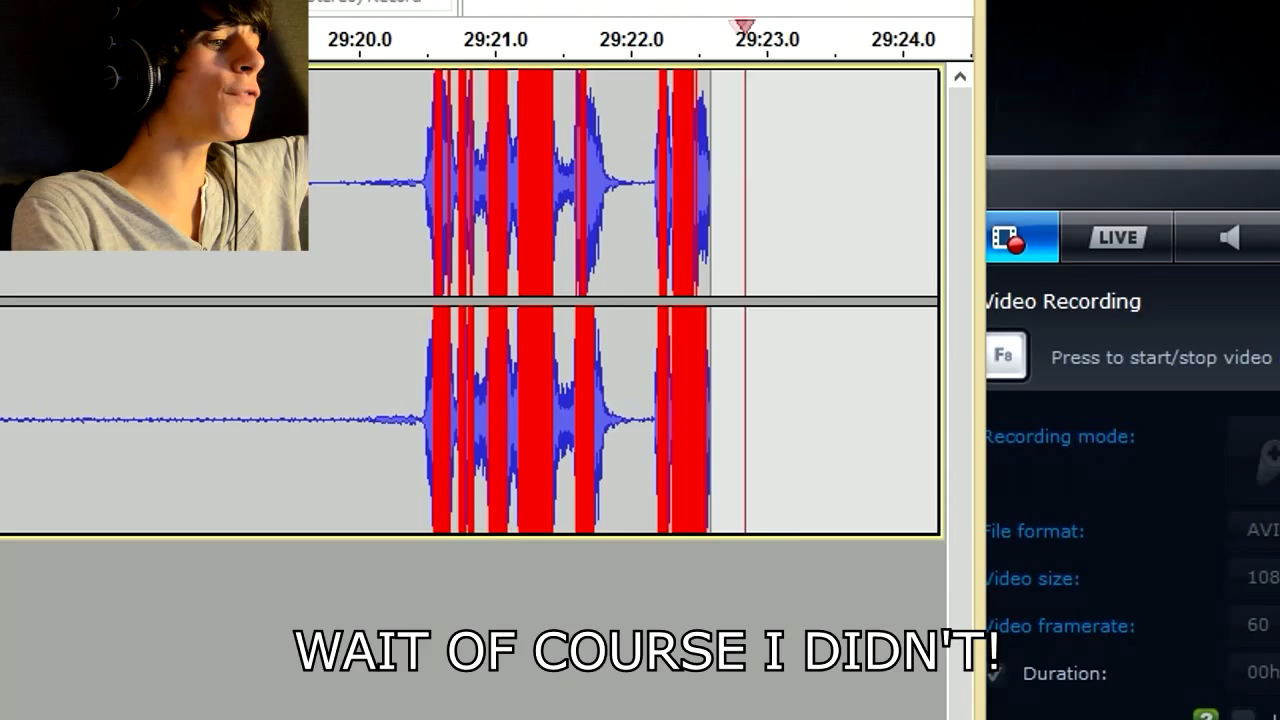 29:20.0 29:21.0 29:22.0 29:23.0 29:24.0
LIVE
Video Recording
F8 Press to start/stop video
Recording mode:
File format: AVI
Video size: 108
Video framerate: 60
Duration: 00h
WAIT OF COURSE I DIDN'T!